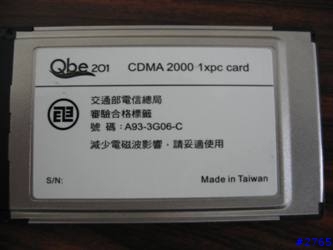 Qbe 201 CDMA 2000 1xpc card
交通部電信總局
審驗合格標籤
號 碼：A93-3G06-C
減少電磁波影響，請妥適使用
S/N: Made in Taiwan